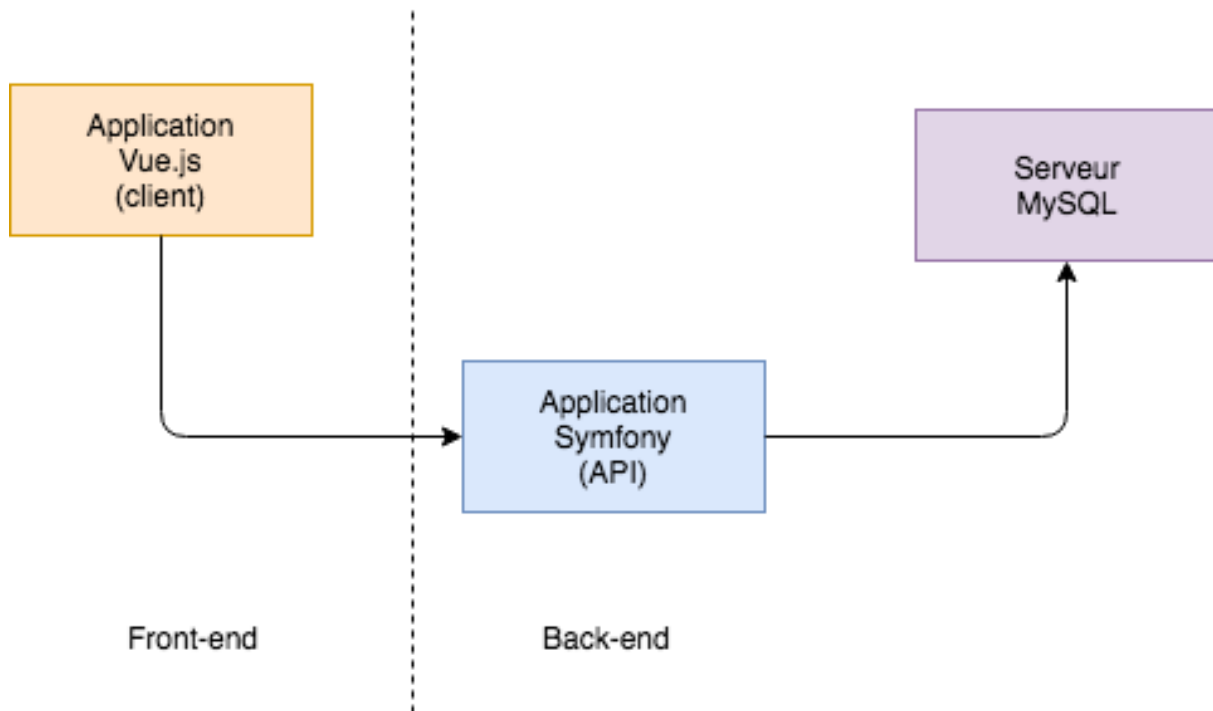 Application
Vue.js
(client)
Serveur
MySQL
Application
Symfony
(API)
Front-end
Back-end